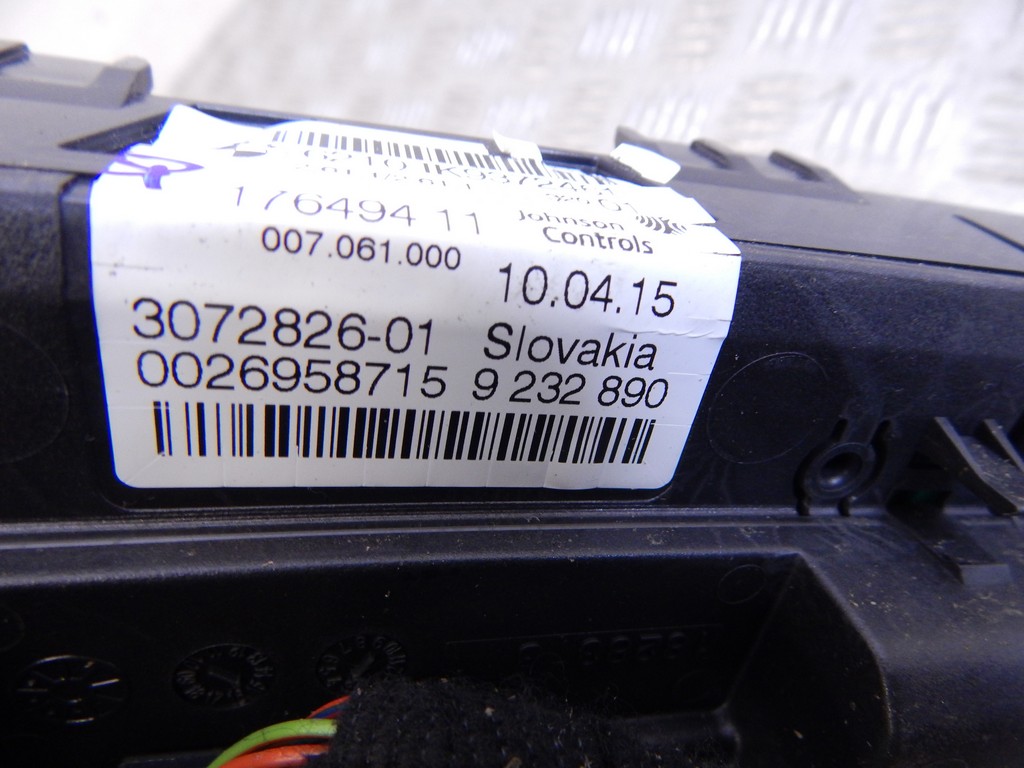 176494 11
Johnson
Controls
007.061.000
10.04.15
3072826-01 Slovakia
0026958715 9 232 890